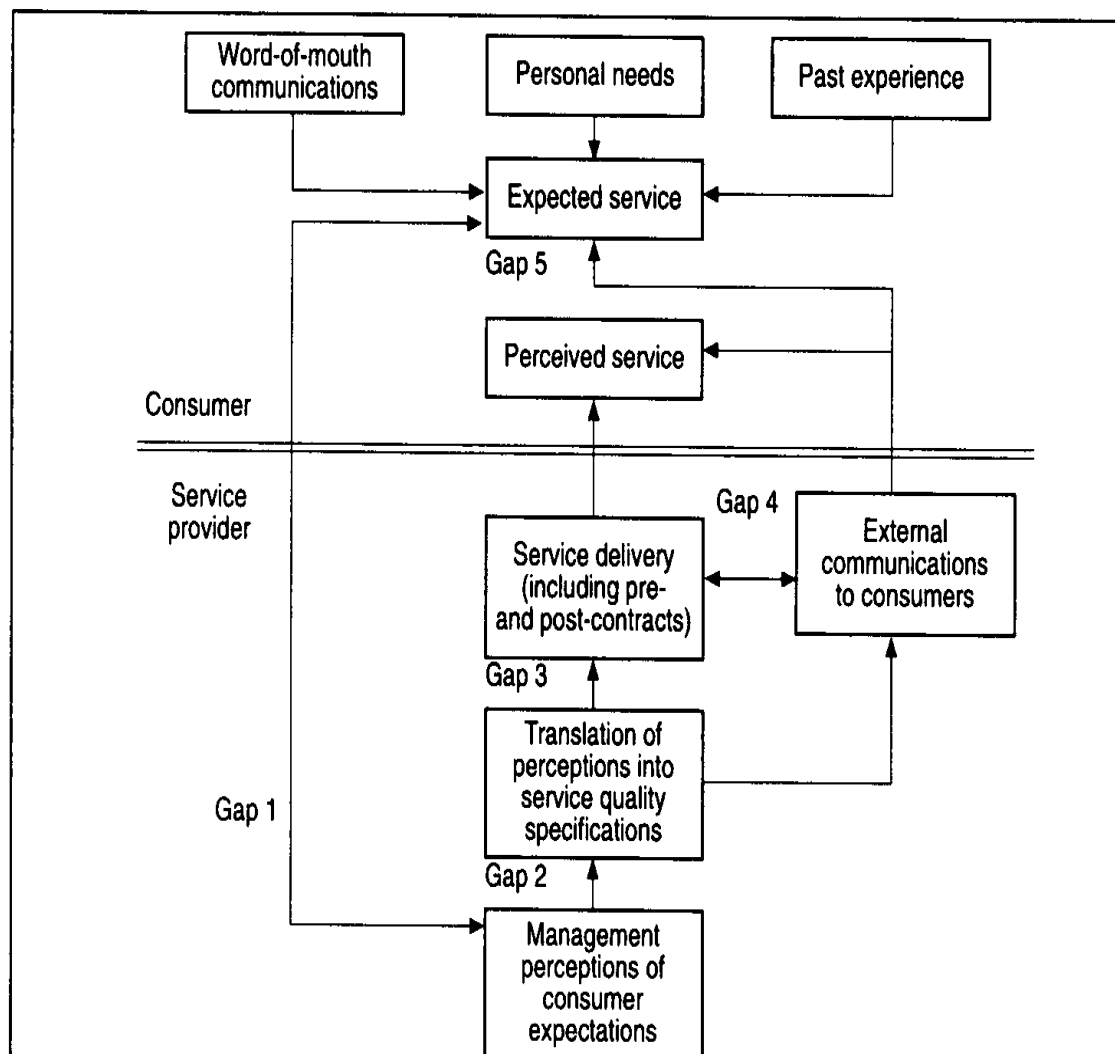 Word-of-mouth
communications
Personal needs
Past experience
Expected service
Gap 5
Perceived service
Consumer
Service
provider
Gap 4
Service delivery
(including pre-
and post-contracts)
External
communications
to consumers
Gap 3
Translation of
perceptions into
service quality
specifications
Gap 1
Gap 2
Management
perceptions of
consumer
expectations